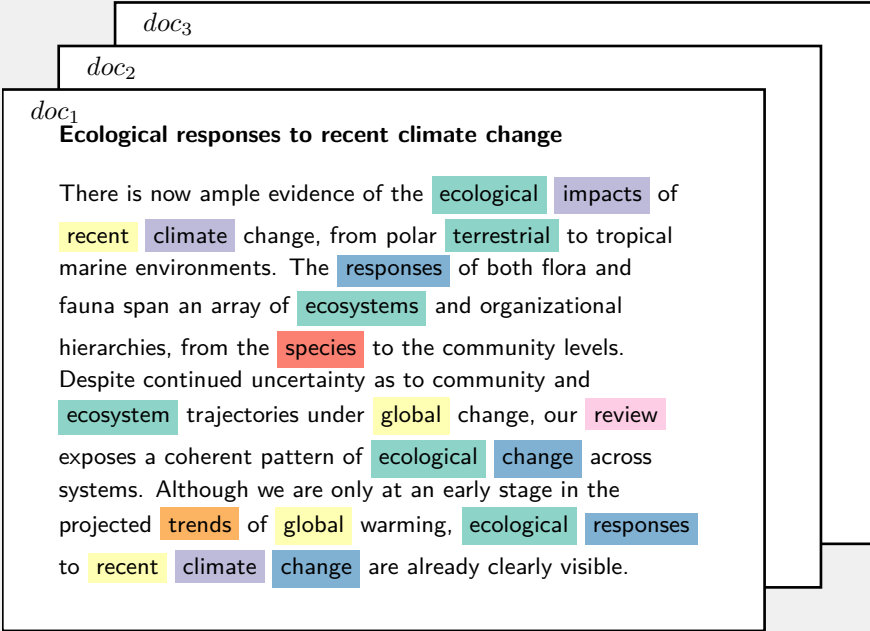 doc3
doc2
doc1
Ecological responses to recent climate change
There is now ample evidence of the ecological impacts of
recent climate change, from polar terrestrial to tropical
marine environments. The responses of both flora and
fauna span an array of ecosystems and organizational
hierarchies, from the species to the community levels.
Despite continued uncertainty as to community and
ecosystem trajectories under global change, our review
exposes a coherent pattern of ecological change across
systems. Although we are only at an early stage in the
projected trends of global warming, ecological responses
to recent climate change are already clearly visible.